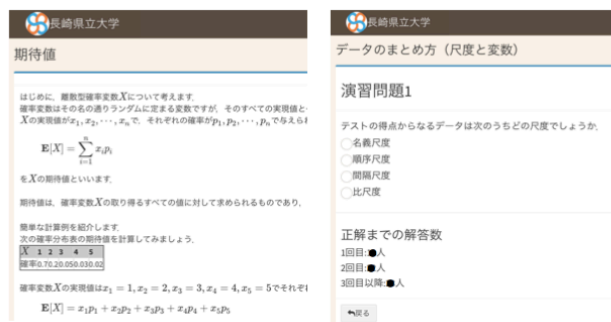 長崎県立大学
期待値
はじめに、離散型確率変数Xについて考えます。
確率変数はその名の通りランダムに定まる変数ですが、そのすべての実現値と
Xの実現値がx₁, x₂, ···, xₙで、それぞれの確率がp₁, p₂, ···, pₙで与えられ
E[X] = ∑ᵢ₌₁ⁿ xᵢpᵢ
をXの期待値といいます。
期待値は、確率変数Xの取り得るすべての値に対して求められるものであり、
簡単な計算例を紹介します。
次の確率分布表の期待値を計算してみましょう。
X 1 2 3 4 5
確率0.70.20.050.030.02
確率変数Xの実現値はx₁ = 1, x₂ = 2, x₃ = 3, x₄ = 4, x₅ = 5でそれぞれ
E[X] = x₁p₁ + x₂p₂ + x₃p₃ + x₄p₄ + x₅p₅
長崎県立大学
データのまとめ方（尺度と変数）
演習問題1
テストの得点からなるデータは次のうちどの尺度でしょうか。
名義尺度
順序尺度
間隔尺度
比尺度
正解までの解答数
1回目:人
2回目:人
3回目以降:人
戻る